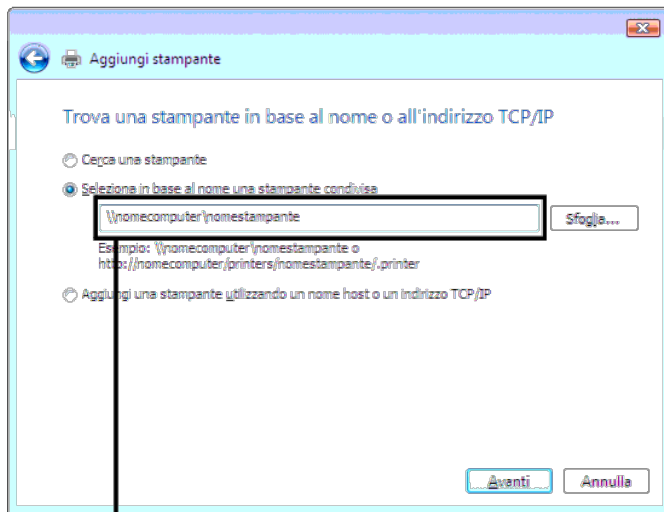 Aggiungi stampante
Trova una stampante in base al nome o all'indirizzo TCP/IP
Cerca una stampante
Seleziona in base al nome una stampante condivisa
\\nomecomputer\nomestampante
Sfoglia...
Esempio: \\nomecomputer\nomestampante o
http://nomecomputer/printers/nomestampante/.printer
Aggiungi una stampante utilizzando un nome host o un indirizzo TCP/IP
Avanti
Annulla